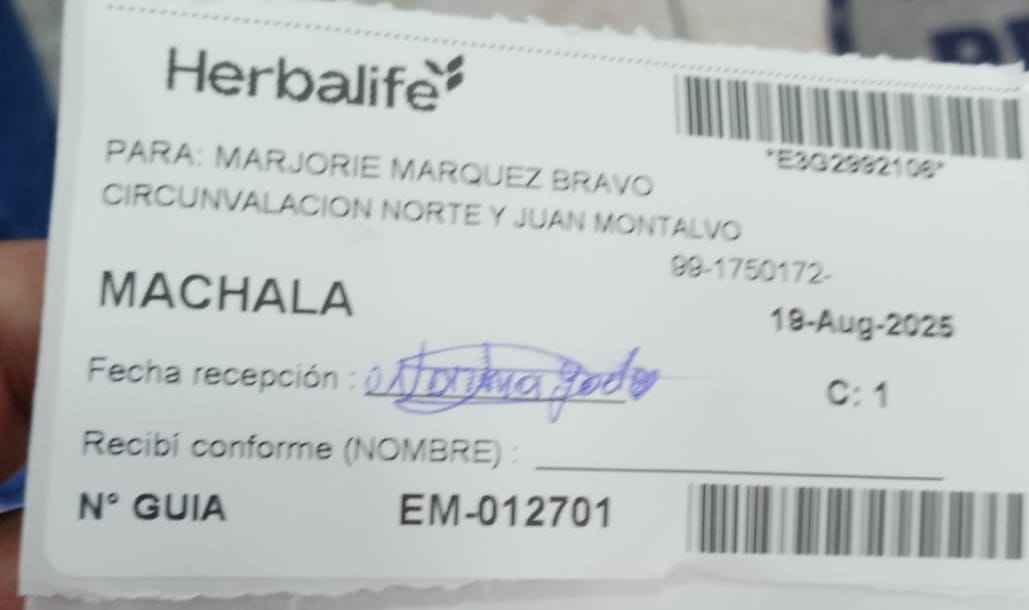 Herbalife
*E3G2992106*
PARA: MARJORIE MARQUEZ BRAVO
CIRCUNVALACION NORTE Y JUAN MONTALVO
99-1750172-
MACHALA
19-Aug-2025
Fecha recepción :
C: 1
Recibí conforme (NOMBRE) :
N° GUIA EM-012701